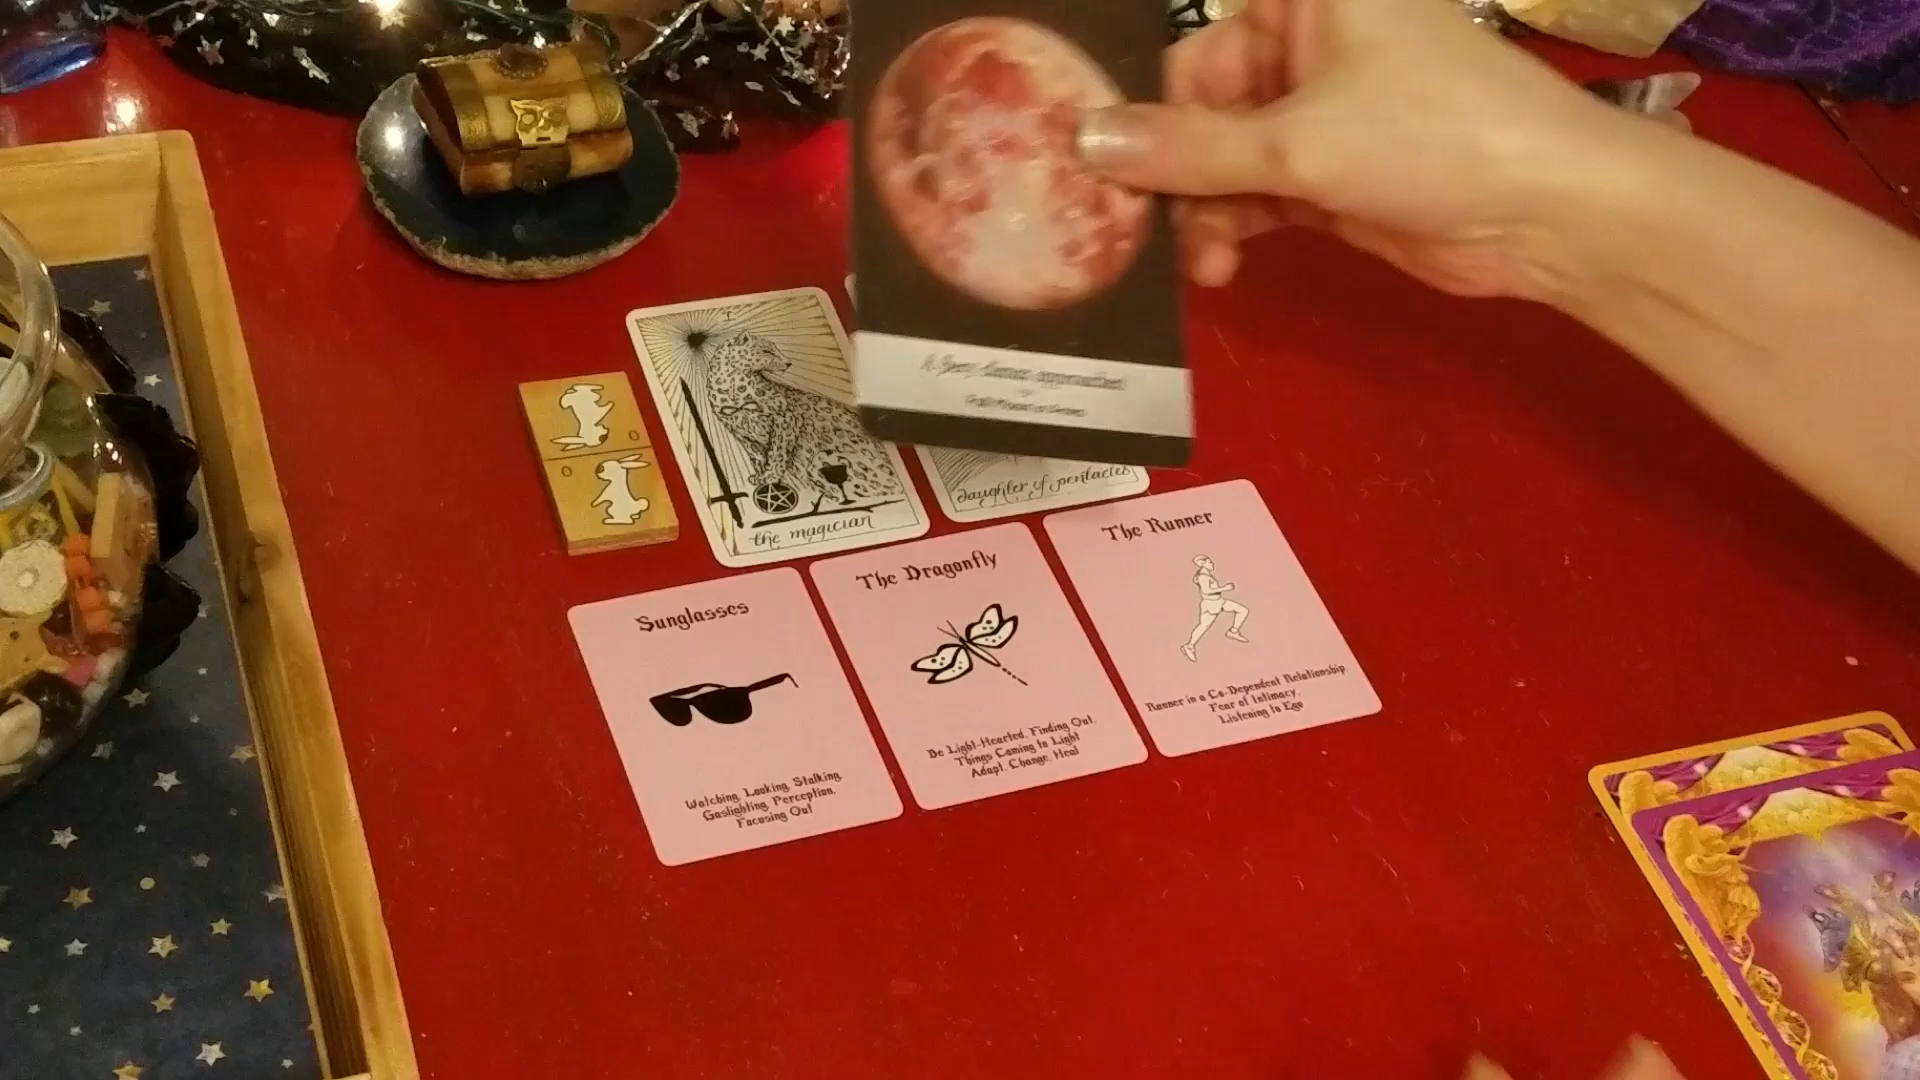 I
the magician
daughter of pentacles
0
0
Sunglasses
Watching, Looking, Stalking,
Gaslighting, Perception,
Focusing Out
The Dragonfly
Be Light-Hearted, Finding Out,
Things Coming to Light
Adapt, Change, Heal
The Runner
Runner in a Co-Dependent Relationship,
Fear of Intimacy,
Listening to Ego